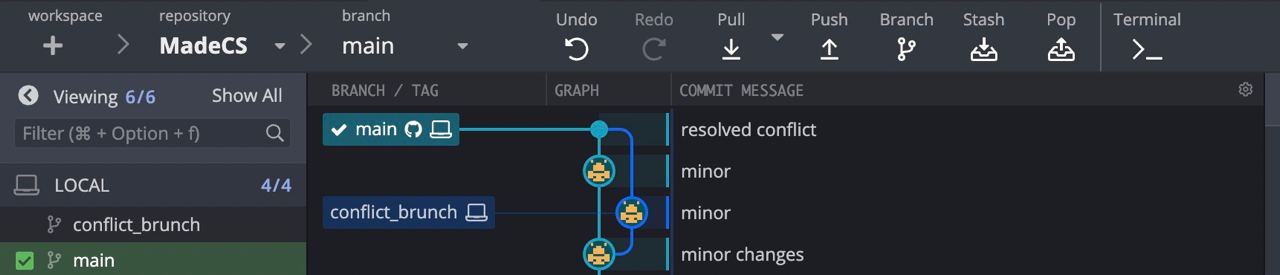 workspace
repository
MadeCS
branch
main
Undo
Redo
Pull
Push
Branch
Stash
Pop
Terminal
Viewing 6/6 Show All
Filter (⌘ + Option + f)
LOCAL 4/4
conflict_brunch
main
BRANCH / TAG GRAPH COMMIT MESSAGE
main resolved conflict
minor
conflict_brunch minor
minor changes